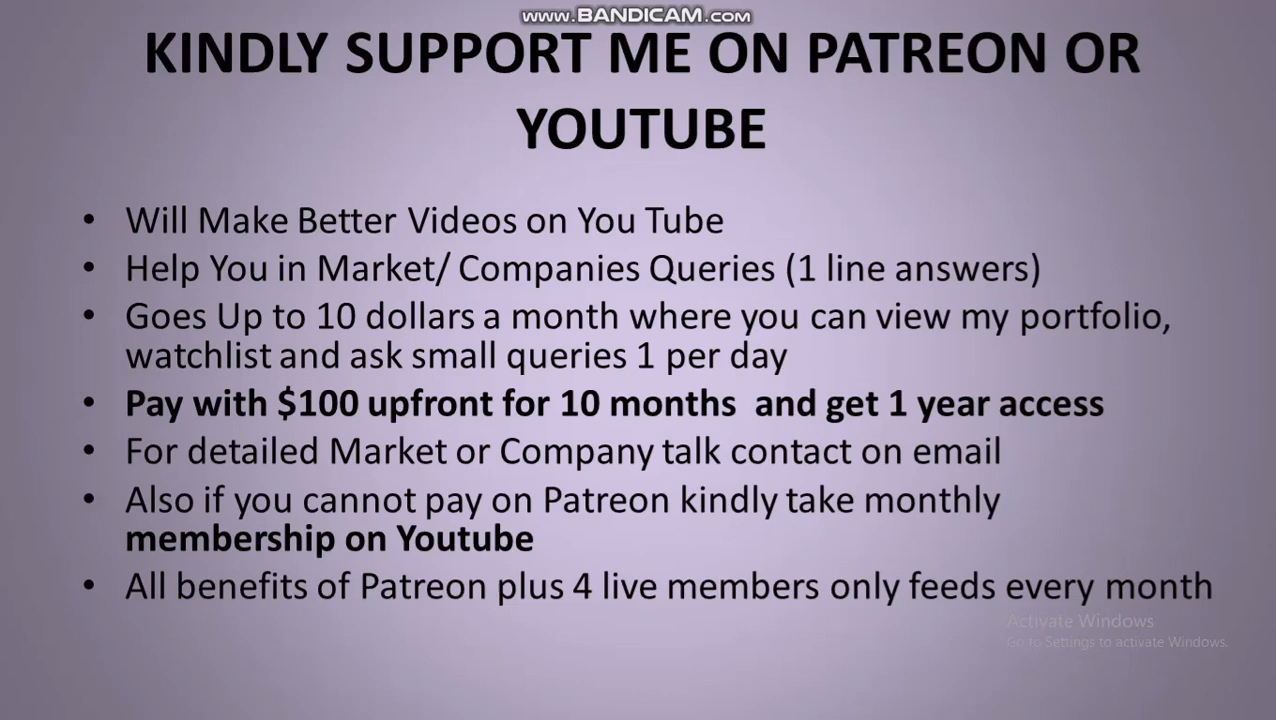 www.BANDICAM.com
KINDLY SUPPORT ME ON PATREON OR
YOUTUBE
• Will Make Better Videos on You Tube
• Help You in Market/ Companies Queries (1 line answers)
• Goes Up to 10 dollars a month where you can view my portfolio,
watchlist and ask small queries 1 per day
• Pay with $100 upfront for 10 months and get 1 year access
• For detailed Market or Company talk contact on email
• Also if you cannot pay on Patreon kindly take monthly
membership on Youtube
• All benefits of Patreon plus 4 live members only feeds every month
Activate Windows
Go to Settings to activate Windows.